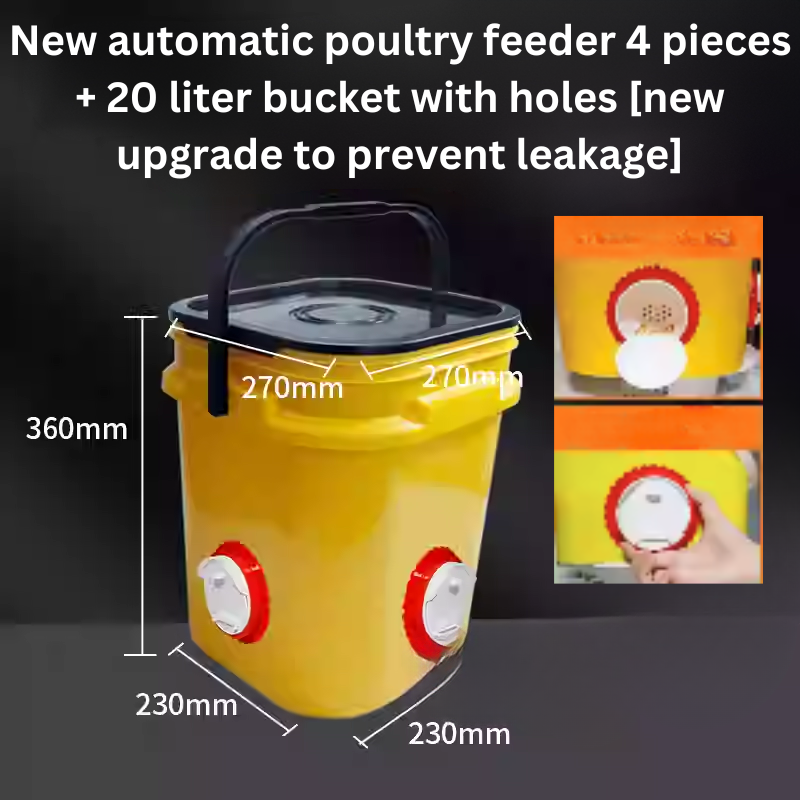 New automatic poultry feeder 4 pieces
+ 20 liter bucket with holes [new
upgrade to prevent leakage]
270mm
270mm
360mm
230mm
230mm